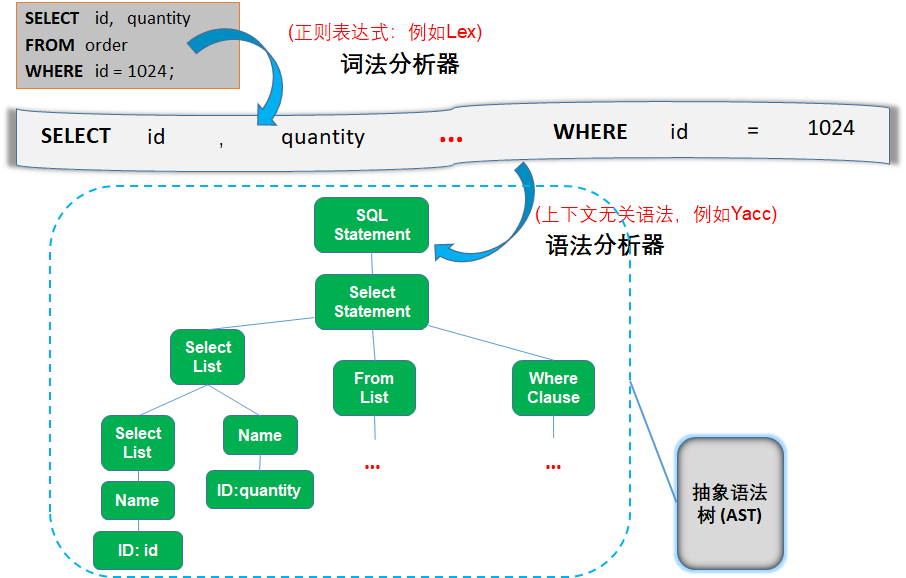 SELECT id, quantity
FROM order
WHERE id = 1024；
(正则表达式：例如Lex)
词法分析器
SELECT id , quantity ... WHERE id = 1024
(上下文无关语法，例如Yacc)
语法分析器
SQL
Statement
Select
Statement
Select
List
From
List
Where
Clause
Select
List
Name
...
...
Name
ID:quantity
ID: id
抽象语法
树 (AST)